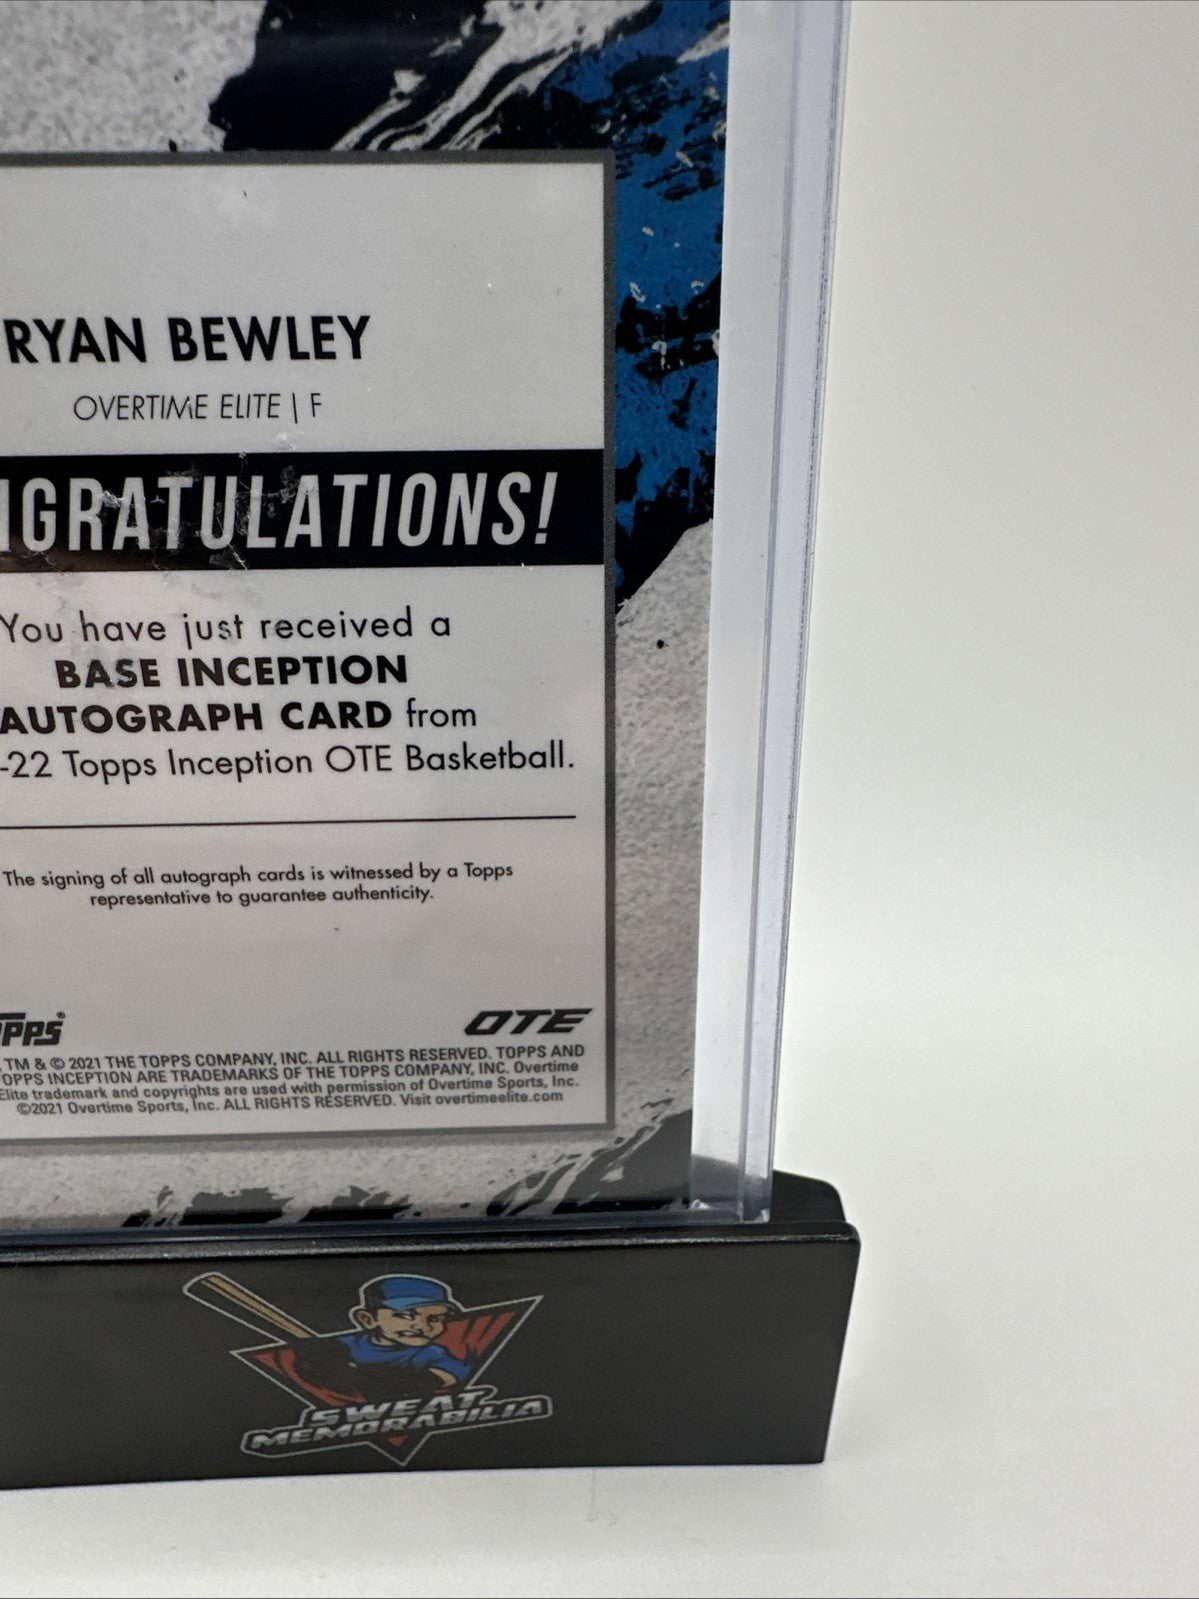 RYAN BEWLEY
OVERTIME ELITE | F
NGRATULATIONS!
You have just received a
BASE INCEPTION
AUTOGRAPH CARD from
-22 Topps Inception OTE Basketball.
The signing of all autograph cards is witnessed by a Topps
representative to guarantee authenticity.
OPPS® OTE
TM & © 2021 THE TOPPS COMPANY, INC. ALL RIGHTS RESERVED. TOPPS AND
OPPS INCEPTION ARE TRADEMARKS OF THE TOPPS COMPANY, INC. Overtime
Elite trademark and copyrights are used with permission of Overtime Sports, Inc.
©2021 Overtime Sports, Inc. ALL RIGHTS RESERVED. Visit overtimeelite.com
SWEAT
MEMORABILIA